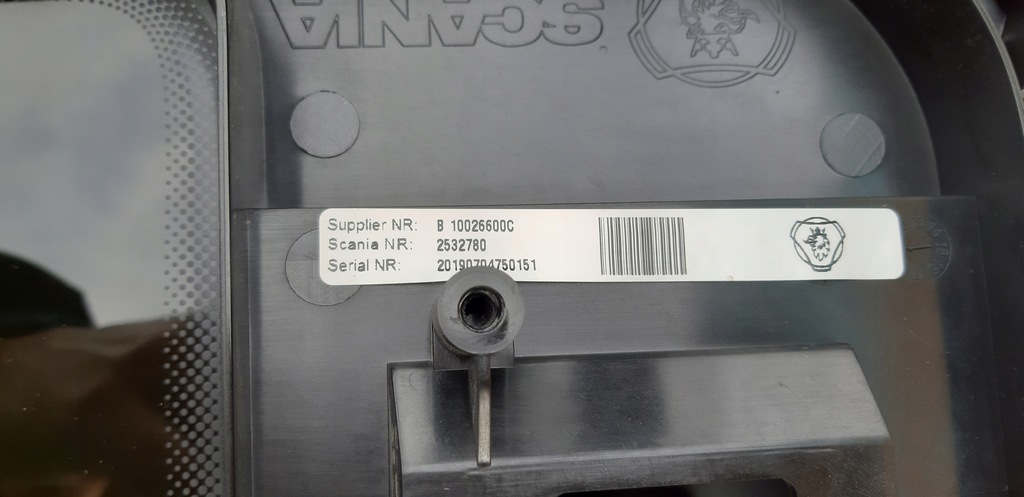 SCANIA
Supplier NR: B 10026600C
Scania NR: 2532780
Serial NR: 20190704750151